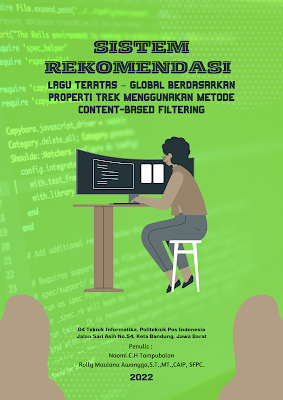 SISTEM
REKOMENDASI
LAGU TERATAS – GLOBAL BERDASARKAN
PROPERTI TREK MENGGUNAKAN METODE
CONTENT-BASED FILTERING
D4 Teknik Informatika, Politeknik Pos Indonesia
Jalan Sari Asih No.54, Kota Bandung, Jawa Barat
Penulis :
Naomi C.H Tampubolon
Rolly Maulana Awangga,S.T.,MT.,CAIP, SFPC.
2022